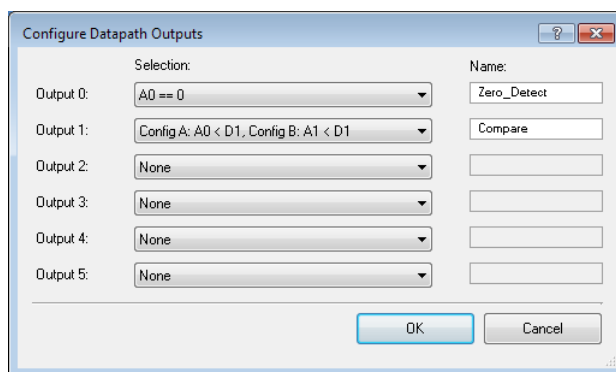 Configure Datapath Outputs
Selection: Name:
Output 0: A0 == 0 Zero_Detect
Output 1: Config A: A0 < D1, Config B: A1 < D1 Compare
Output 2: None
Output 3: None
Output 4: None
Output 5: None
OK Cancel